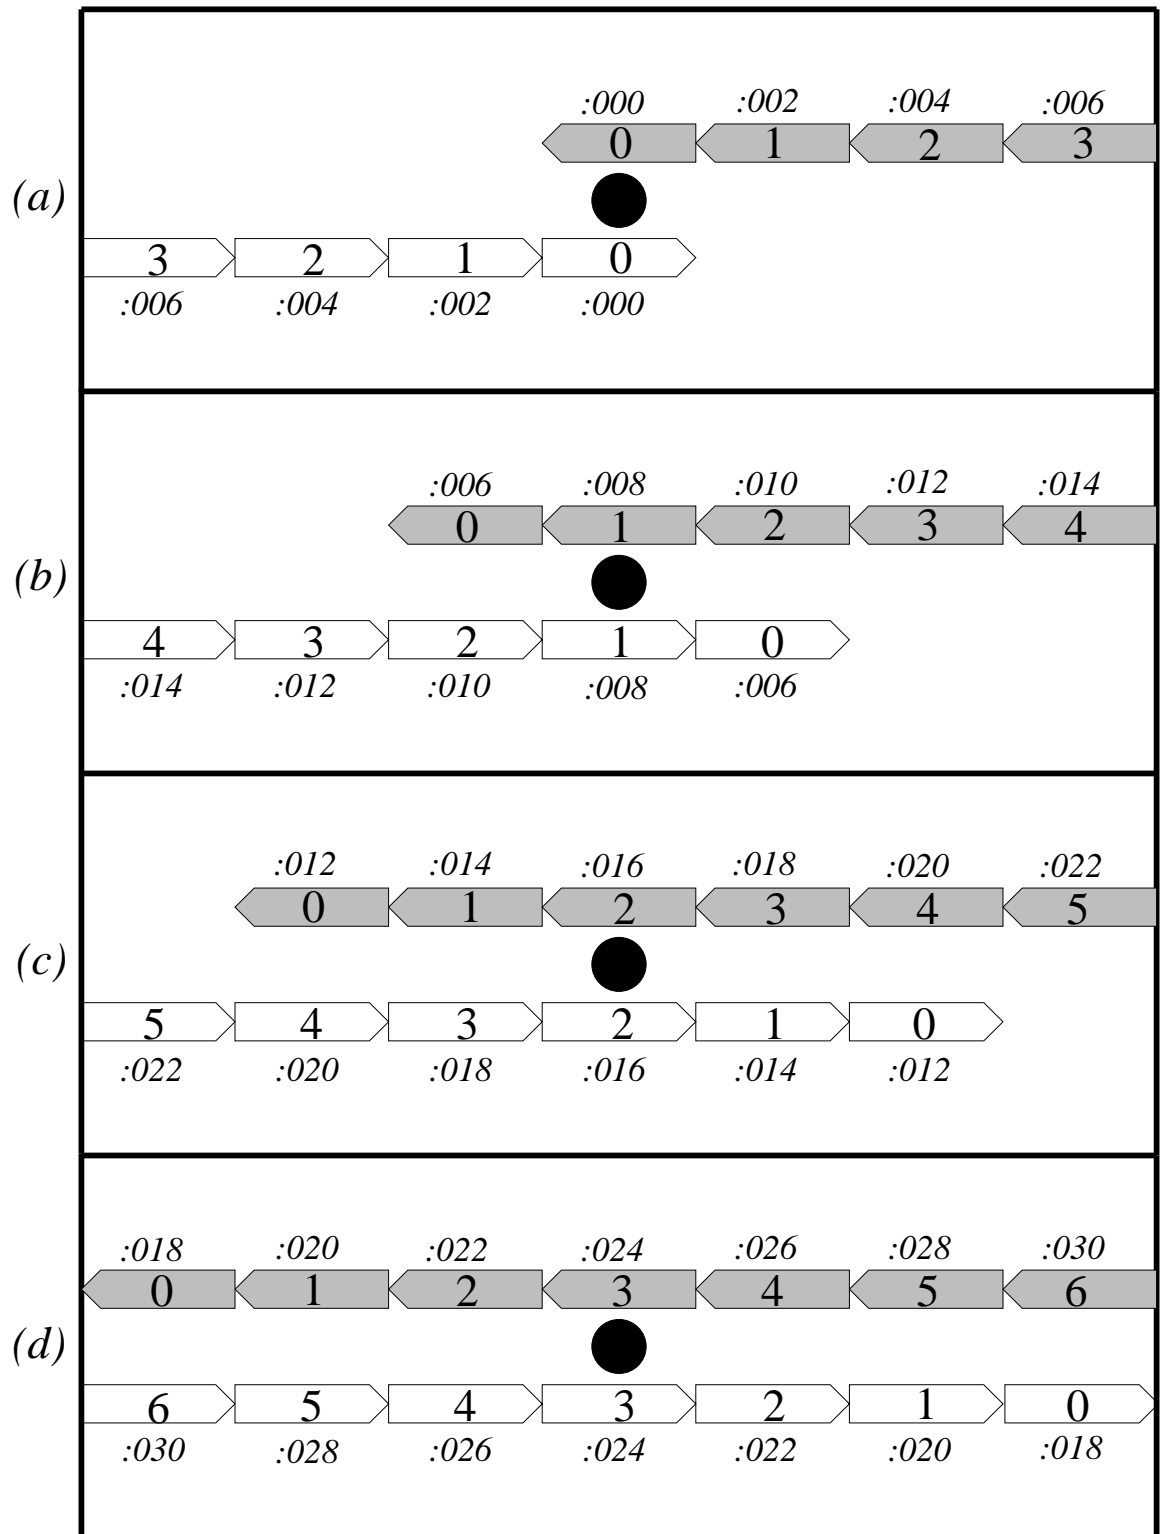 :000 :002 :004 :006
0 1 2 3
(a)
3 2 1 0
:006 :004 :002 :000
:006 :008 :010 :012 :014
0 1 2 3 4
(b)
4 3 2 1 0
:014 :012 :010 :008 :006
:012 :014 :016 :018 :020 :022
0 1 2 3 4 5
(c)
5 4 3 2 1 0
:022 :020 :018 :016 :014 :012
:018 :020 :022 :024 :026 :028 :030
0 1 2 3 4 5 6
(d)
6 5 4 3 2 1 0
:030 :028 :026 :024 :022 :020 :018